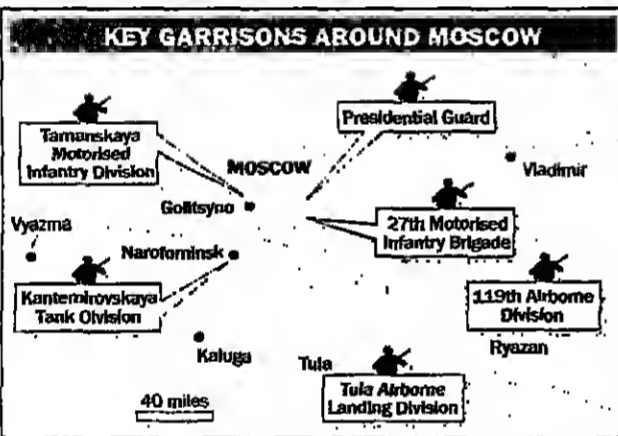 KEY GARRISONS AROUND MOSCOW
Tamanskaya
Motorised
Infantry Division
Presidential Guard
MOSCOW
Vladimir
Golitsyno
27th Motorised
Infantry Brigade
Vyazma
Naroforninsk
Kantemirovskaya
Tank Division
119th Airborne
Division
Kaluga
Tula
Ryazan
Tula Airborne
Landing Division
40 miles